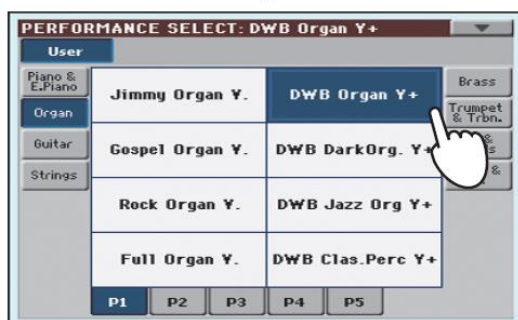 PERFORMANCE SELECT: DWB Organ Y+
User
Piano &
E.Piano
Organ
Guitar
Strings
Jimmy Organ Y.
DWB Organ Y+
Gospel Organ Y.
DWB DarkOrg. Y+
Rock Organ Y.
DWB Jazz Org Y+
Full Organ Y.
DWB Clas.Perc Y+
Brass
Trumpet
& Trbn.
&
&
P1 P2 P3 P4 P5